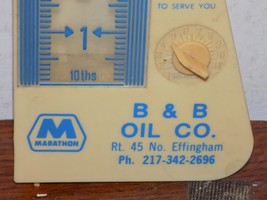 TO SERVE YOU
1
10ths
M
MARATHON
B & B
OIL CO.
Rt. 45 No. Effingham
Ph. 217-342-2696